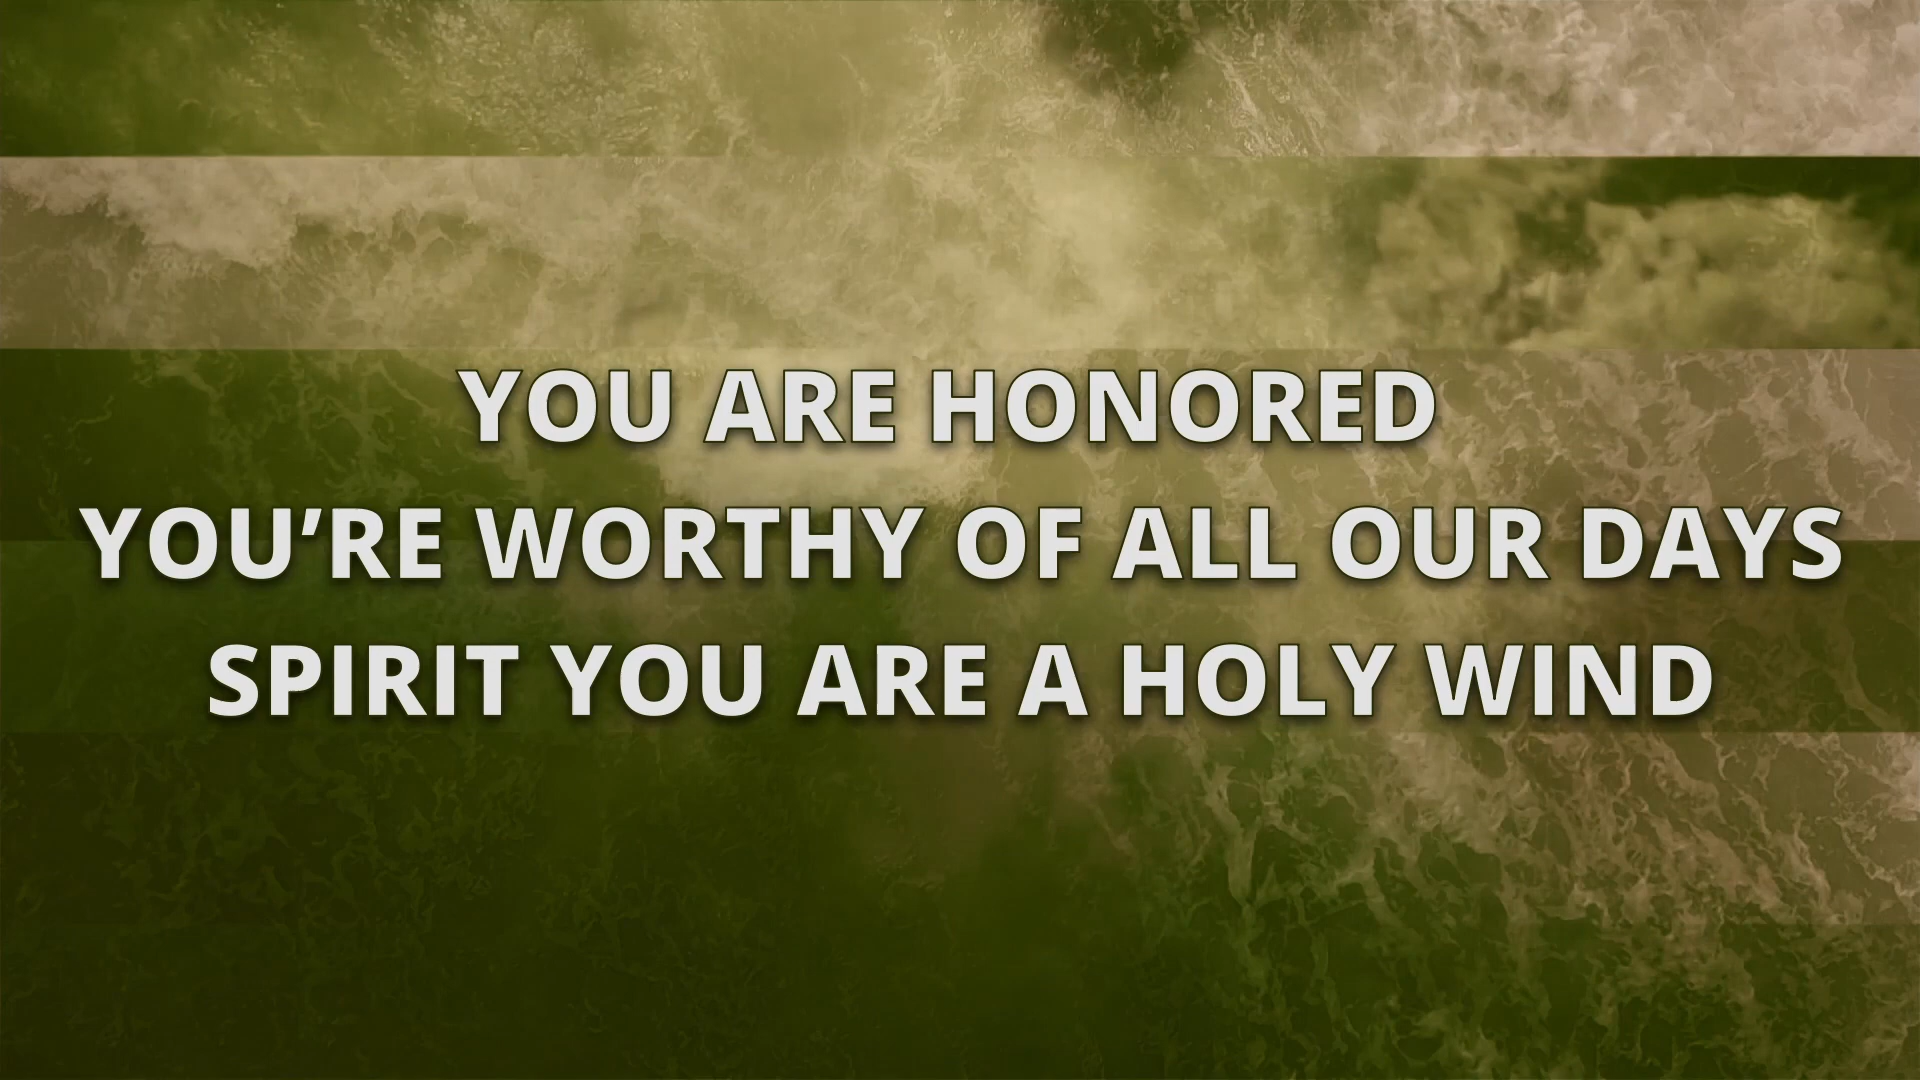 YOU ARE HONORED
YOU’RE WORTHY OF ALL OUR DAYS
SPIRIT YOU ARE A HOLY WIND